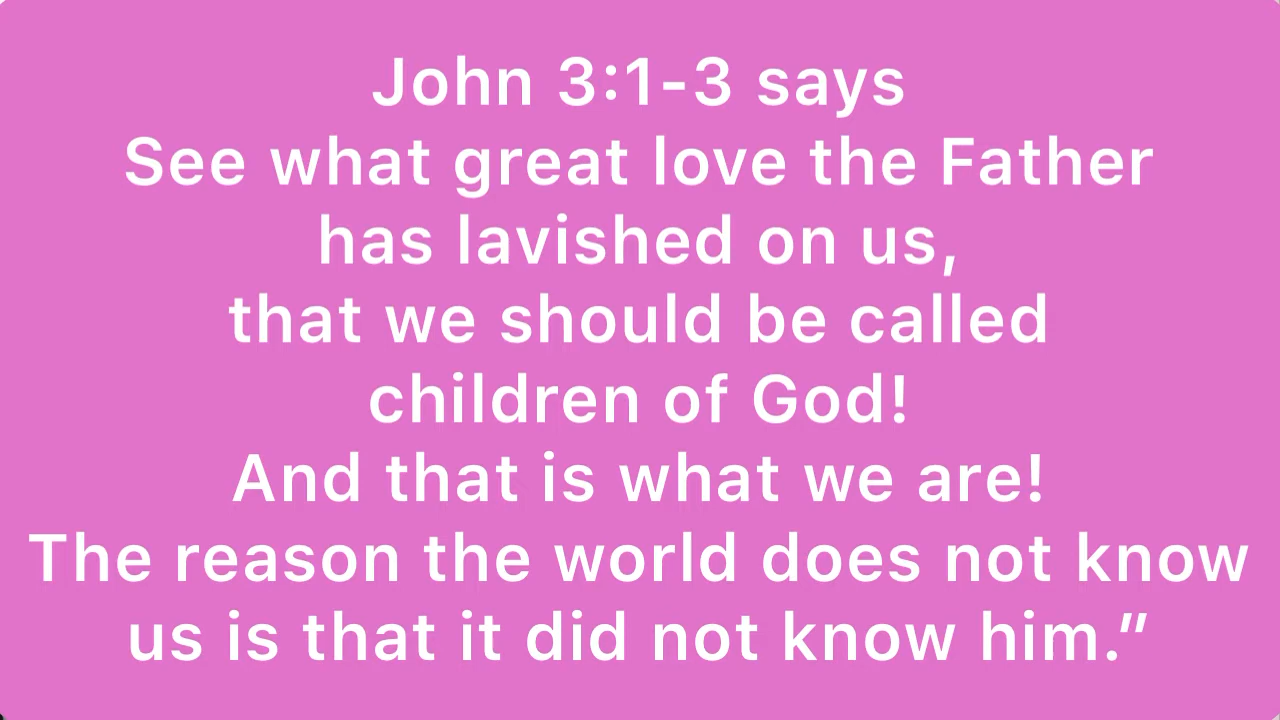 John 3:1-3 says
See what great love the Father
has lavished on us,
that we should be called
children of God!
And that is what we are!
The reason the world does not know
us is that it did not know him.”